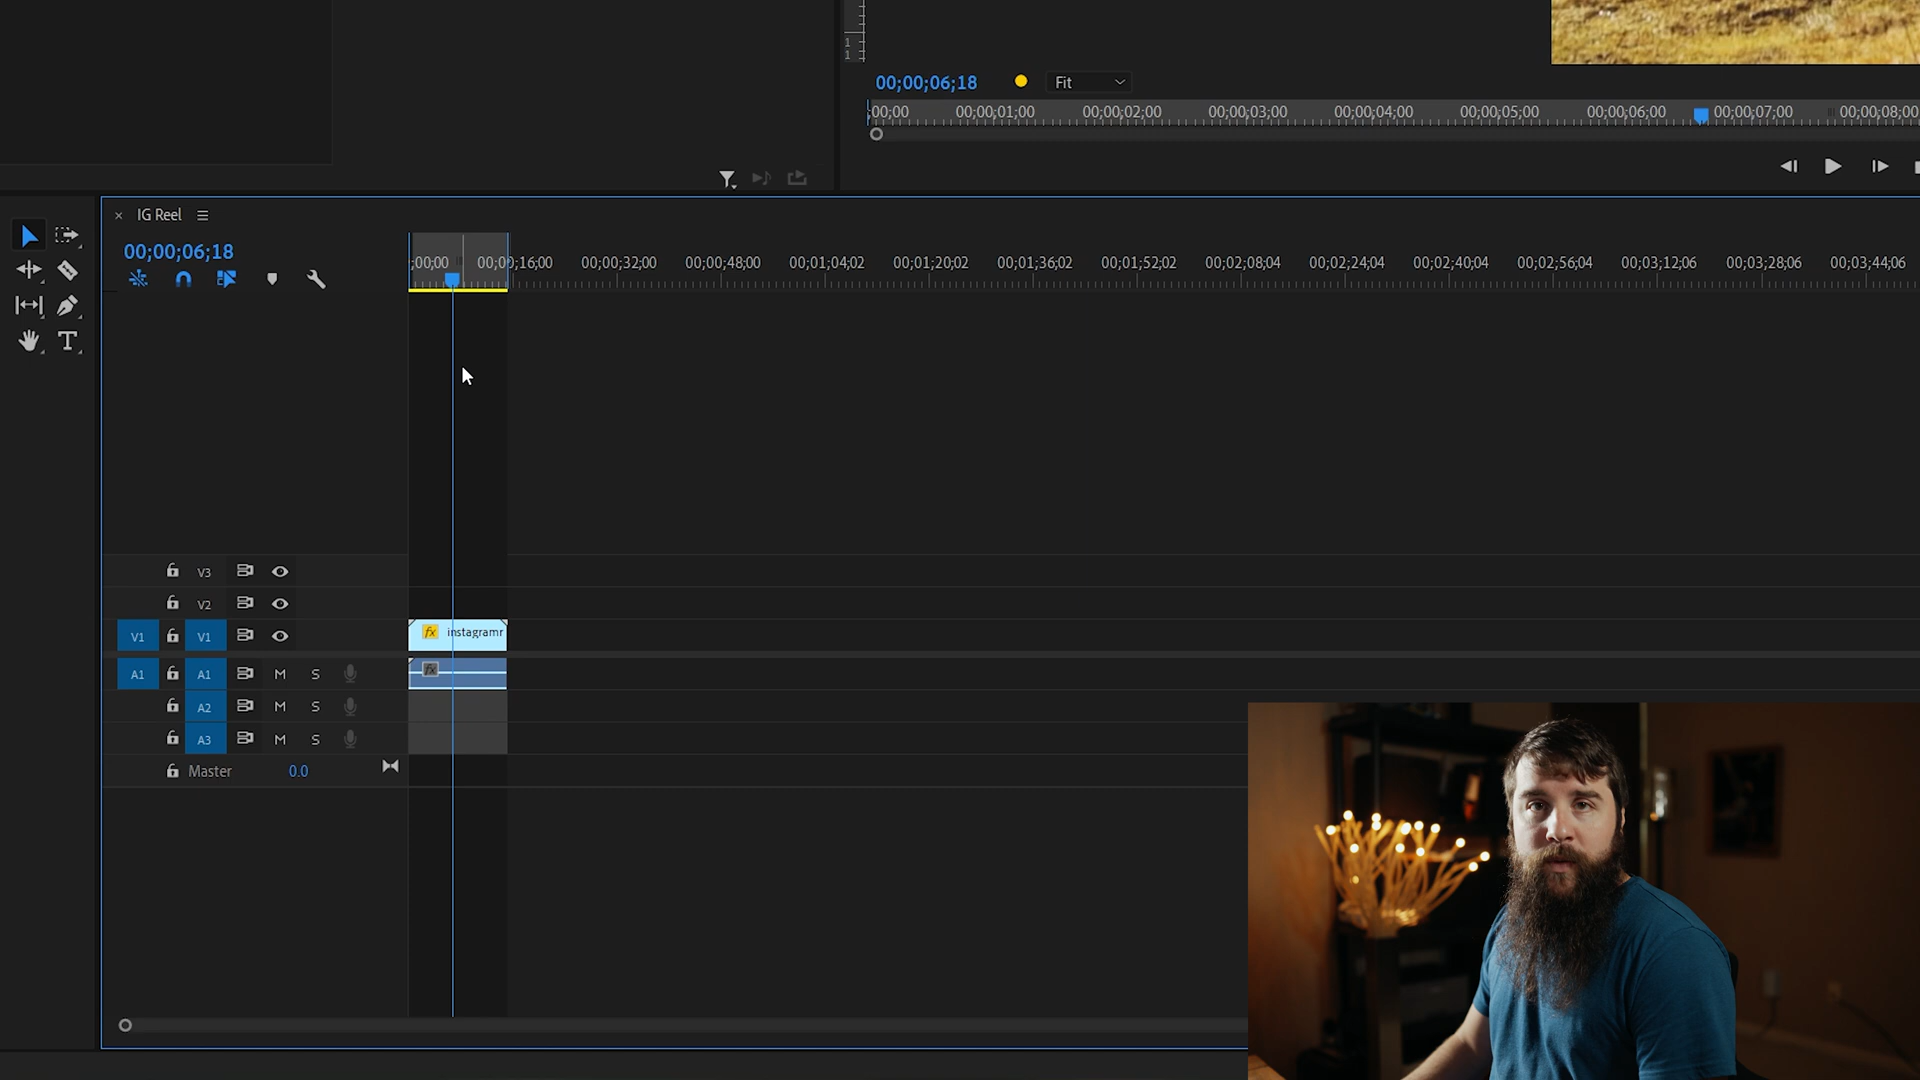 1
1
00;00;06;18
Fit
;00;00 00;00;01;00 00;00;02;00 00;00;03;00 00;00;04;00 00;00;05;00 00;00;06;00 00;00;07;00 00;00;08;00
IG Reel
00;00;06;18
;00;00 00;00;16;00 00;00;32;00 00;00;48;00 00;01;04;02 00;01;20;02 00;01;36;02 00;01;52;02 00;02;08;04 00;02;24;04 00;02;40;04 00;02;56;04 00;03;12;06 00;03;28;06 00;03;44;06
T
V3
V2
V1 V1 fx instagramr
A1 A1 M S fx
A2 M S
A3 M S
Master 0.0